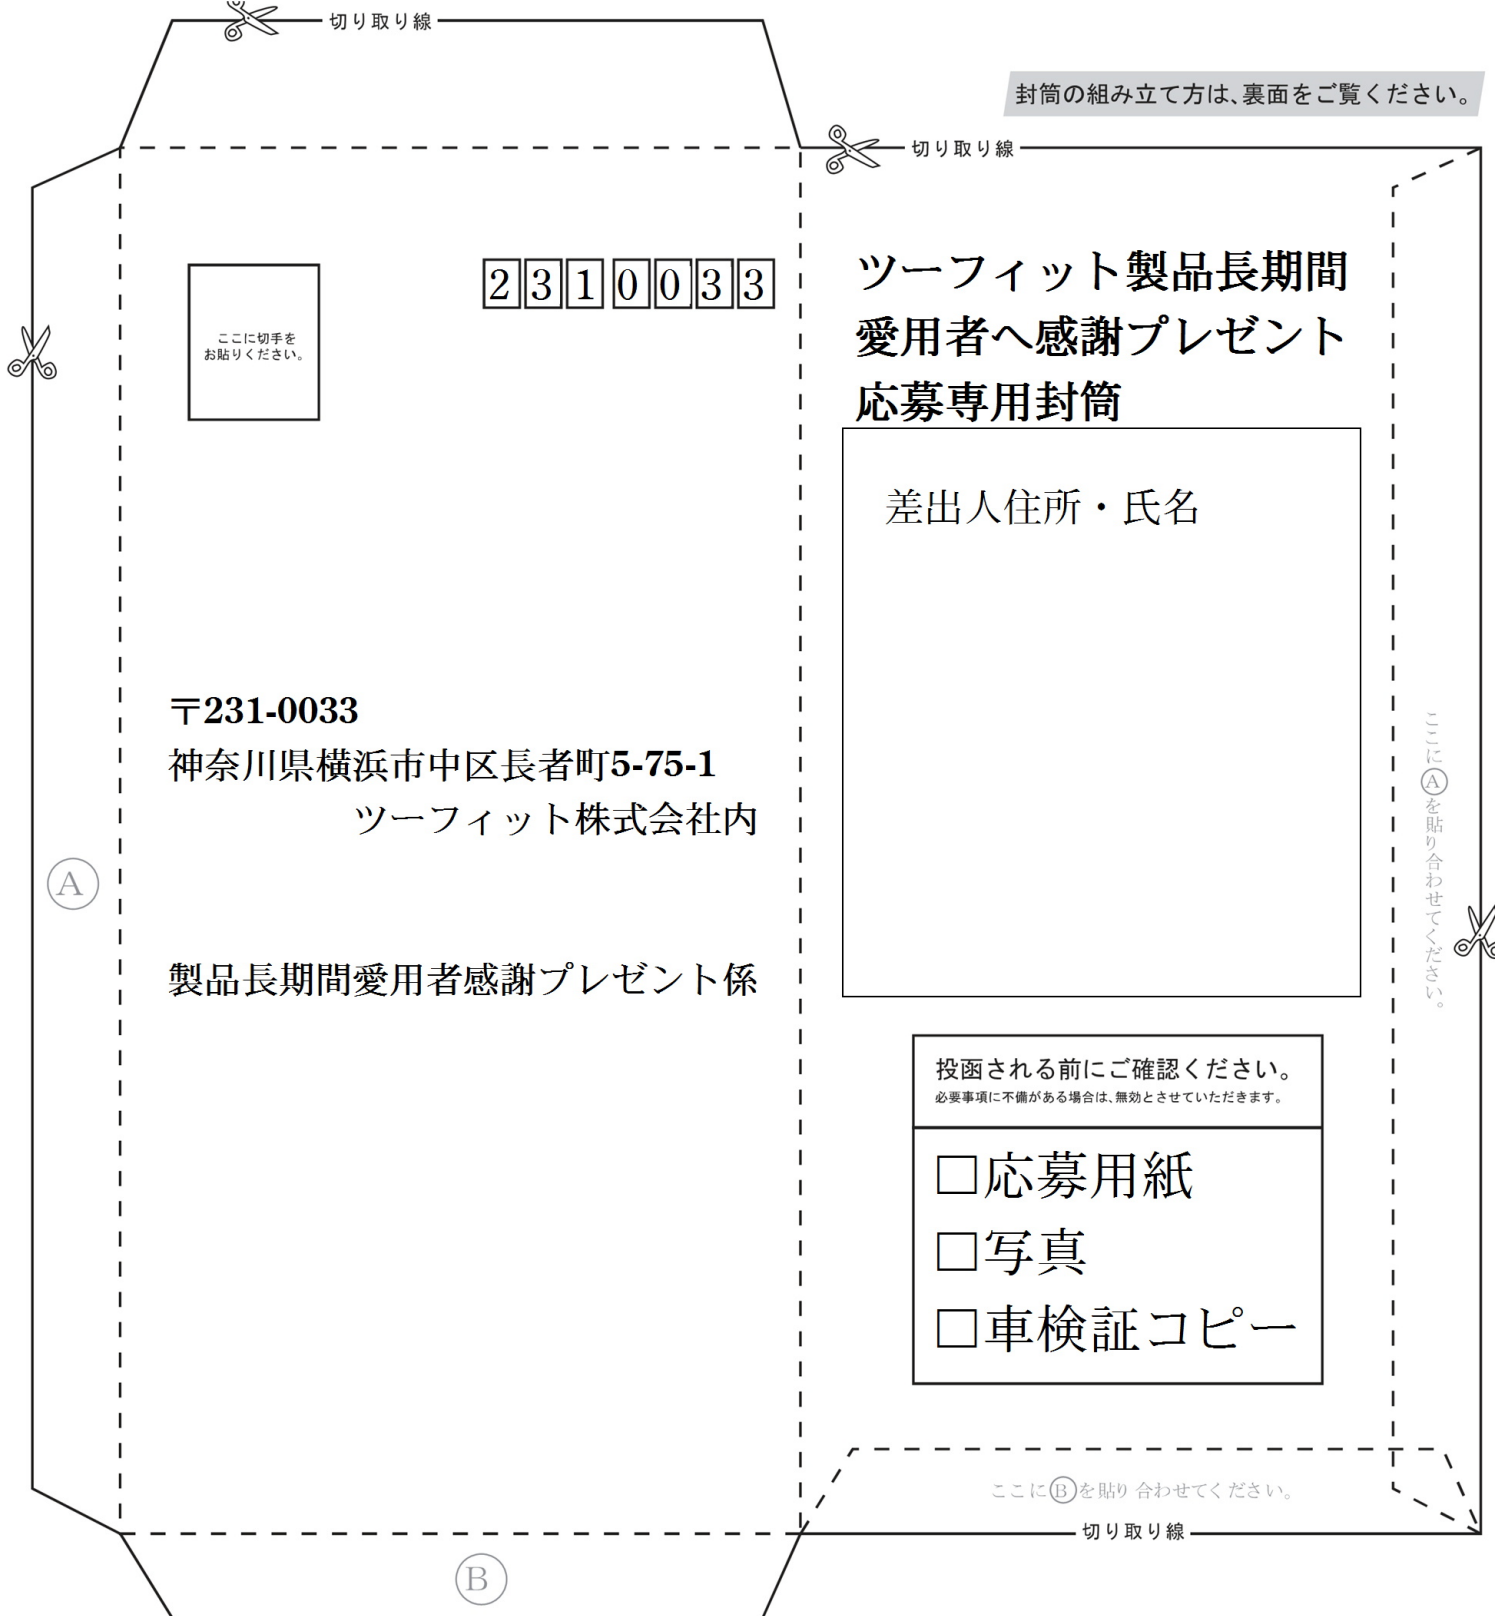 切り取り線
封筒の組み立て方は、裏面をご覧ください。
切り取り線
2310033
ここに切手を
お貼りください。
ツーフィット製品長期間
愛用者へ感謝プレゼント
応募専用封筒
差出人住所・氏名
〒231-0033
神奈川県横浜市中区長者町5-75-1
ツーフィット株式会社内
製品長期間愛用者感謝プレゼント係
A
ここにAを貼り合わせてください。
投函される前にご確認ください。
必要事項に不備がある場合は、無効とさせていただきます。
□応募用紙
□写真
□車検証コピー
ここにBを貼り合わせてください。
切り取り線
B